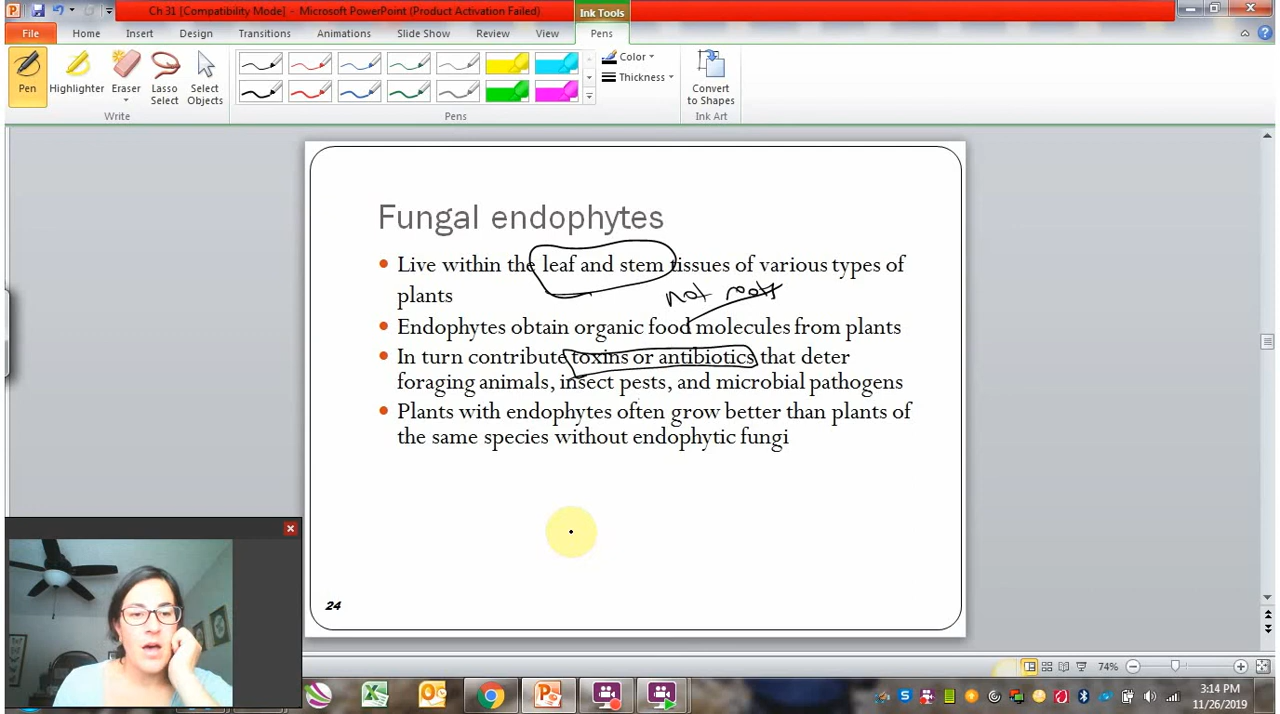 Ch 31 [Compatibility Mode] - Microsoft PowerPoint (Product Activation Failed)
Ink Tools
File Home Insert Design Transitions Animations Slide Show Review View Pens
Pen Highlighter Eraser Lasso Select Select Objects
Color
Thickness
Convert to Shapes
Write Pens Ink Art
Fungal endophytes
• Live within the leaf and stem tissues of various types of
plants
not roots
• Endophytes obtain organic food molecules from plants
• In turn contribute toxins or antibiotics that deter
foraging animals, insect pests, and microbial pathogens
• Plants with endophytes often grow better than plants of
the same species without endophytic fungi
24
74%
3:14 PM
11/26/2019